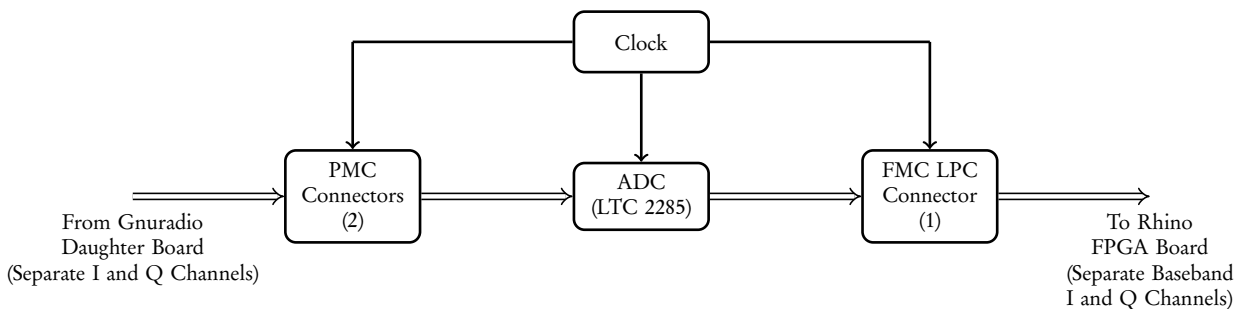 Clock
PMC
Connectors
(2)
ADC
(LTC 2285)
FMC LPC
Connector
(1)
From Gnuradio
Daughter Board
(Separate I and Q Channels)
To Rhino
FPGA Board
(Separate Baseband
I and Q Channels)